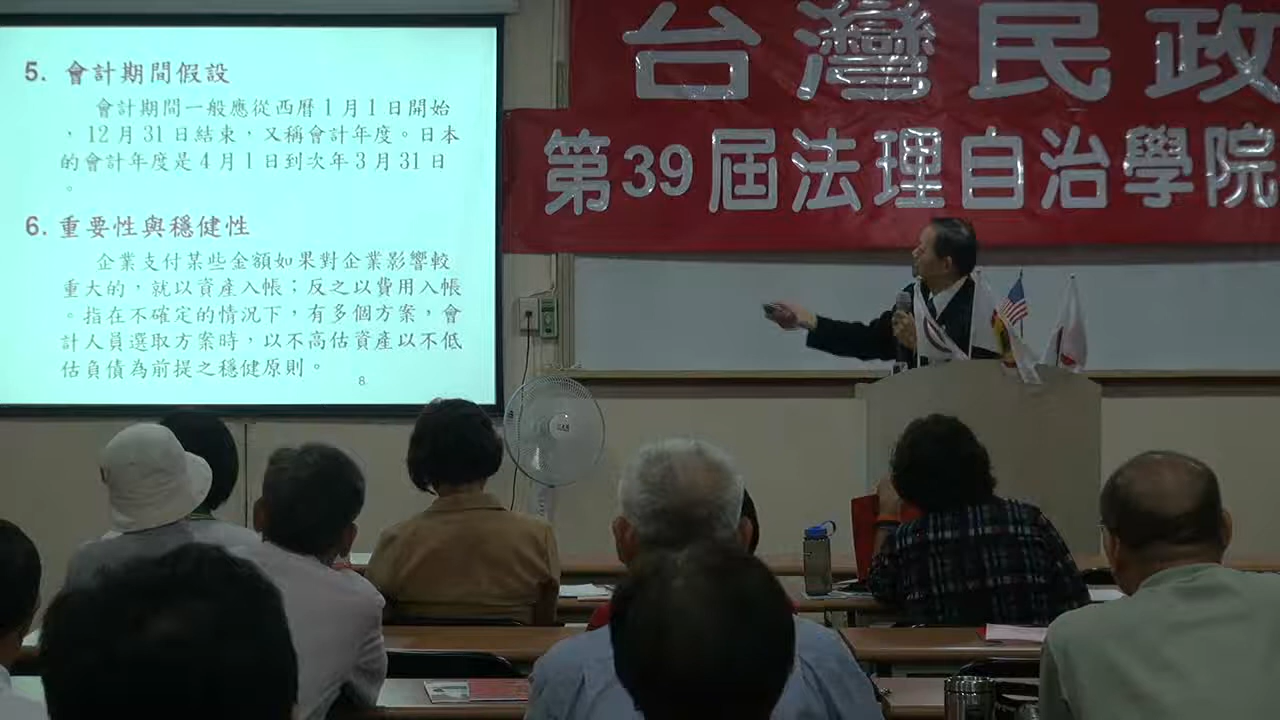 5. 會計期間假設
會計期間一般應從西曆1月1日開始
，12月31日結束，又稱會計年度。日本
的會計年度是4月1日到次年3月31日
。
6. 重要性與穩健性
企業支付某些金額如果對企業影響較
重大的，就以資產入帳；反之以費用入帳
。指在不確定的情況下，有多個方案，會
計人員選取方案時，以不高估資產以不低
估負債為前提之穩健原則。
8
台灣民政
第39屆法理自治學院